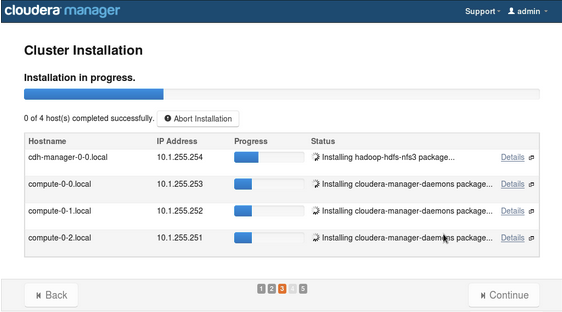 cloudera manager Support admin
Cluster Installation
Installation in progress.
0 of 4 host(s) completed successfully. Abort Installation
Hostname IP Address Progress Status
cdh-manager-0-0.local 10.1.255.254 Installing hadoop-hdfs-nfs3 package... Details
compute-0-0.local 10.1.255.253 Installing cloudera-manager-daemons package... Details
compute-0-1.local 10.1.255.252 Installing cloudera-manager-daemons package... Details
compute-0-2.local 10.1.255.251 Installing cloudera-manager-daemons package... Details
Back 1 2 3 4 5 Continue